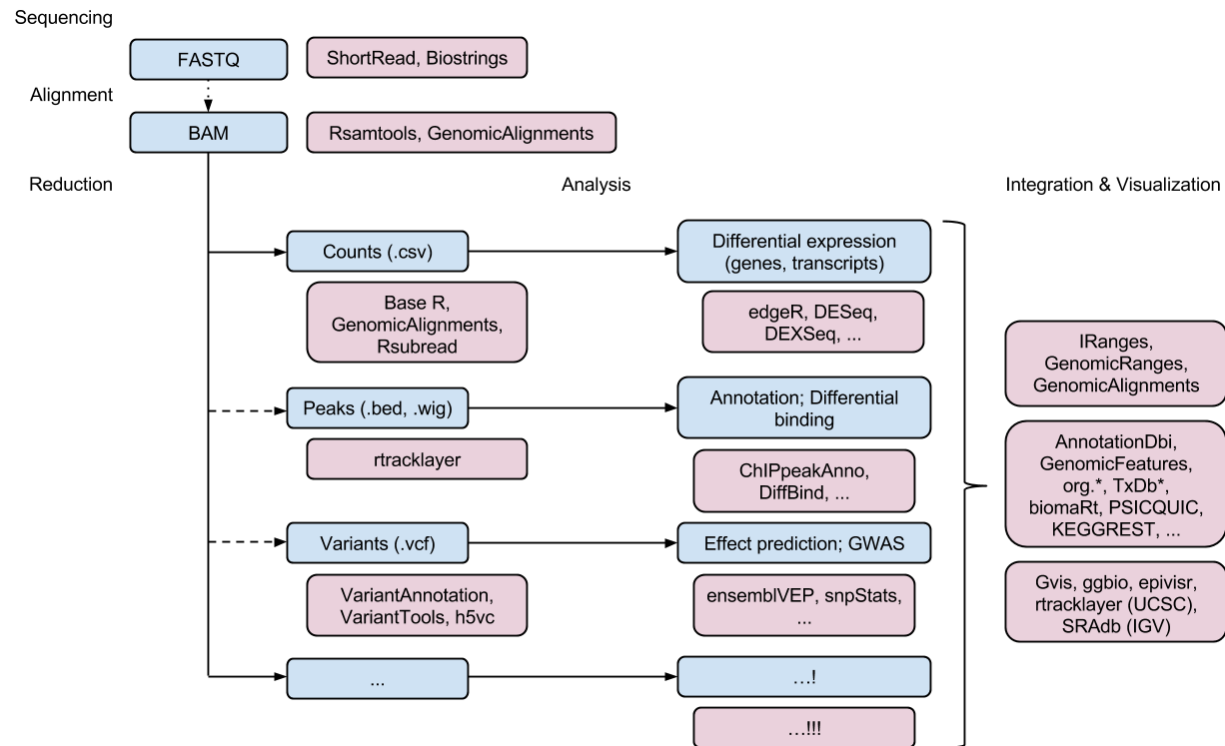 Sequencing
FASTQ
ShortRead, Biostrings
Alignment
BAM
Rsamtools, GenomicAlignments
Reduction
Analysis
Integration & Visualization
Counts (.csv)
Differential expression
(genes, transcripts)
Base R,
GenomicAlignments,
Rsubread
edgeR, DESeq,
DEXSeq, ...
Peaks (.bed, .wig)
Annotation; Differential
binding
rtracklayer
ChIPpeakAnno,
DiffBind, ...
Variants (.vcf)
Effect prediction; GWAS
VariantAnnotation,
VariantTools, h5vc
ensemblVEP, snpStats,
...
...
…!
…!!!
IRanges,
GenomicRanges,
GenomicAlignments
AnnotationDbi,
GenomicFeatures,
org.*, TxDb*,
biomaRt, PSICQUIC,
KEGGREST, ...
Gvis, ggbio, epivisr,
rtracklayer (UCSC),
SRAdb (IGV)